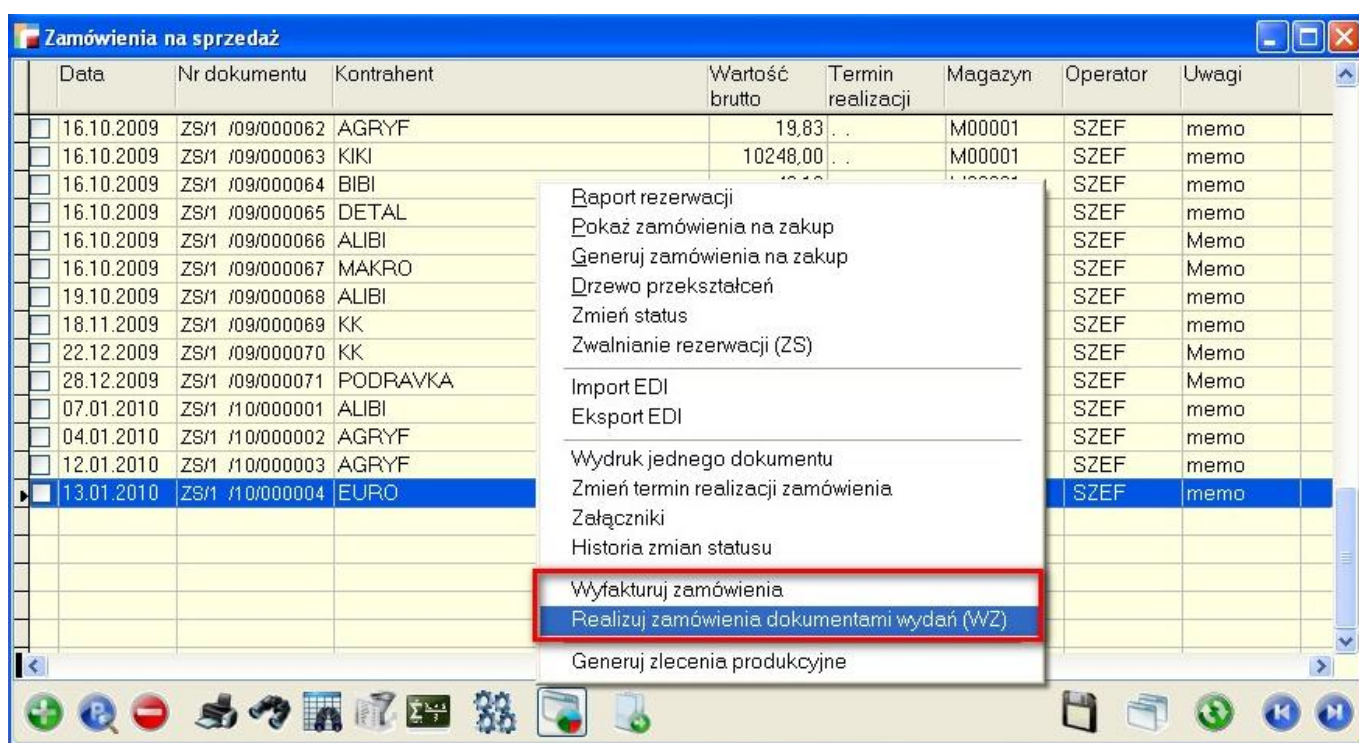 Zamówienia na sprzedaż
Data Nr dokumentu Kontrahent Wartość brutto Termin realizacji Magazyn Operator Uwagi
16.10.2009 ZS/1 /09/000062 AGRYF 19,83 . . M00001 SZEF memo
16.10.2009 ZS/1 /09/000063 KIKI 10248,00 . . M00001 SZEF memo
16.10.2009 ZS/1 /09/000064 BIBI SZEF memo
16.10.2009 ZS/1 /09/000065 DETAL SZEF memo
16.10.2009 ZS/1 /09/000066 ALIBI SZEF Memo
16.10.2009 ZS/1 /09/000067 MAKRO SZEF Memo
19.10.2009 ZS/1 /09/000068 ALIBI SZEF memo
18.11.2009 ZS/1 /09/000069 KK SZEF memo
22.12.2009 ZS/1 /09/000070 KK SZEF Memo
28.12.2009 ZS/1 /09/000071 PODRAVKA SZEF Memo
07.01.2010 ZS/1 /10/000001 ALIBI SZEF memo
04.01.2010 ZS/1 /10/000002 AGRYF SZEF memo
12.01.2010 ZS/1 /10/000003 AGRYF SZEF memo
13.01.2010 ZS/1 /10/000004 EURO SZEF memo
Raport rezerwacji
Pokaż zamówienia na zakup
Generuj zamówienia na zakup
Drzewo przekształceń
Zmień status
Zwalnianie rezerwacji (ZS)
Import EDI
Eksport EDI
Wydruk jednego dokumentu
Zmień termin realizacji zamówienia
Załączniki
Historia zmian statusu
Wyfakturuj zamówienia
Realizuj zamówienia dokumentami wydań (WZ)
Generuj zlecenia produkcyjne